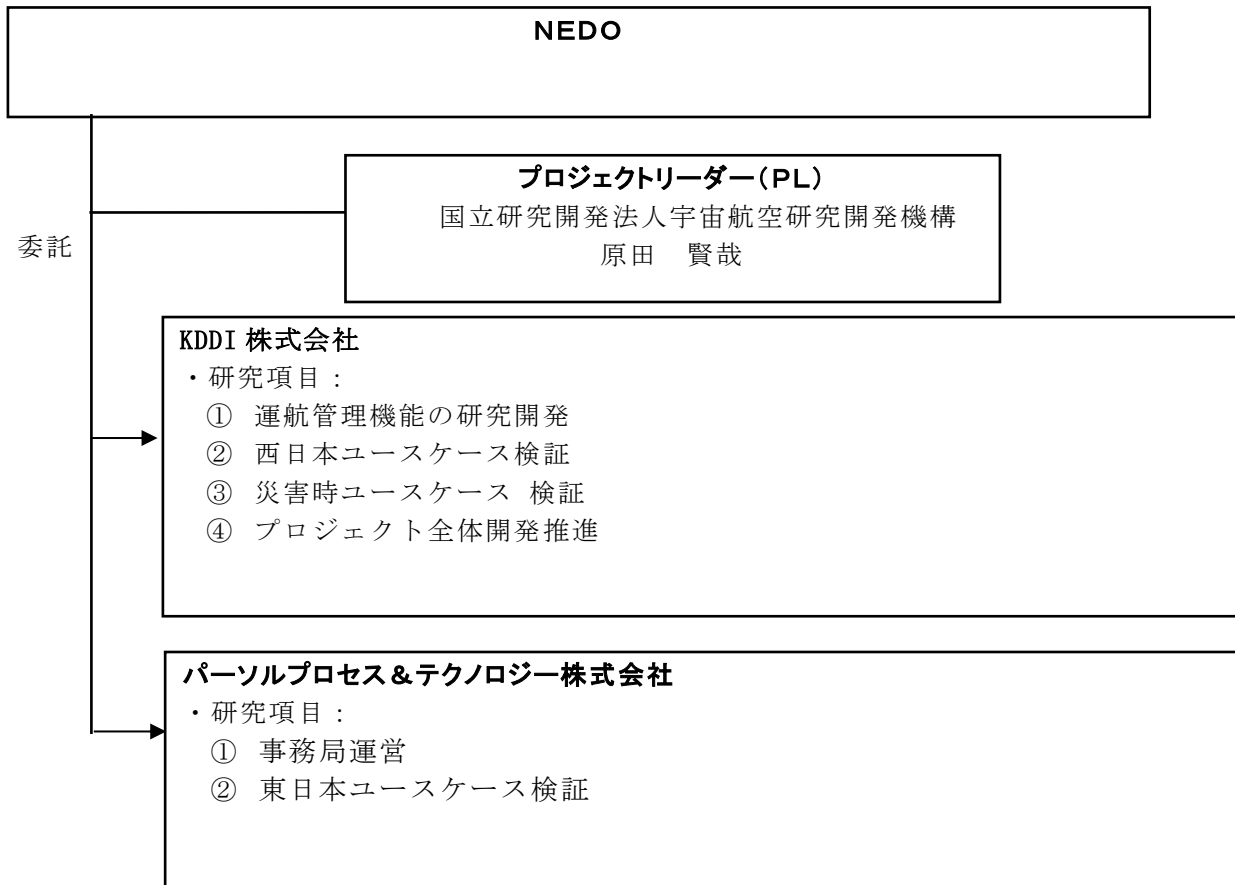 NEDO
プロジェクトリーダー(PL)
国立研究開発法人宇宙航空研究開発機構
原田　賢哉
委託
KDDI 株式会社
・研究項目：
① 運航管理機能の研究開発
② 西日本ユースケース検証
③ 災害時ユースケース 検証
④ プロジェクト全体開発推進
パーソルプロセス＆テクノロジー株式会社
・研究項目：
① 事務局運営
② 東日本ユースケース検証